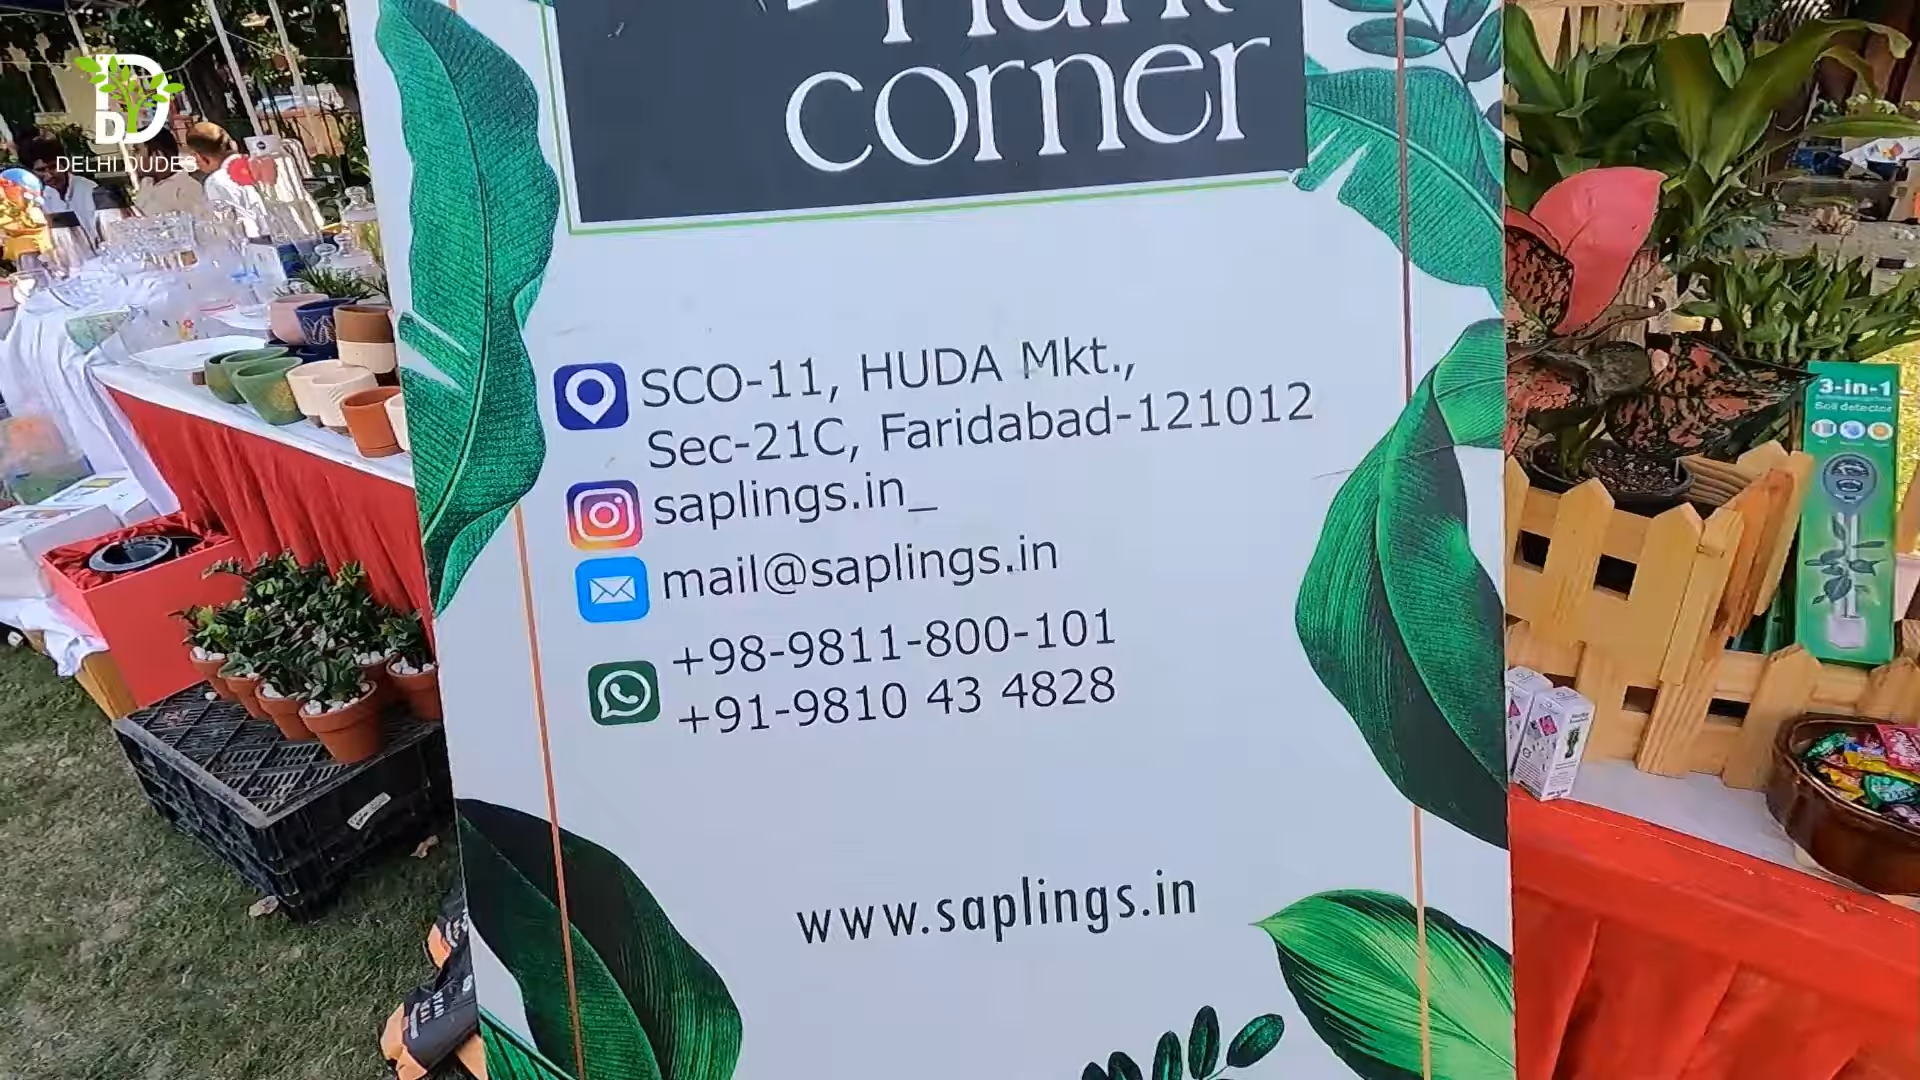 DELHI DUDES
corner
SCO-11, HUDA Mkt.,
Sec-21C, Faridabad-121012
saplings.in_
mail@saplings.in
+98-9811-800-101
+91-9810 43 4828
www.saplings.in
3-in-1
Soil detector